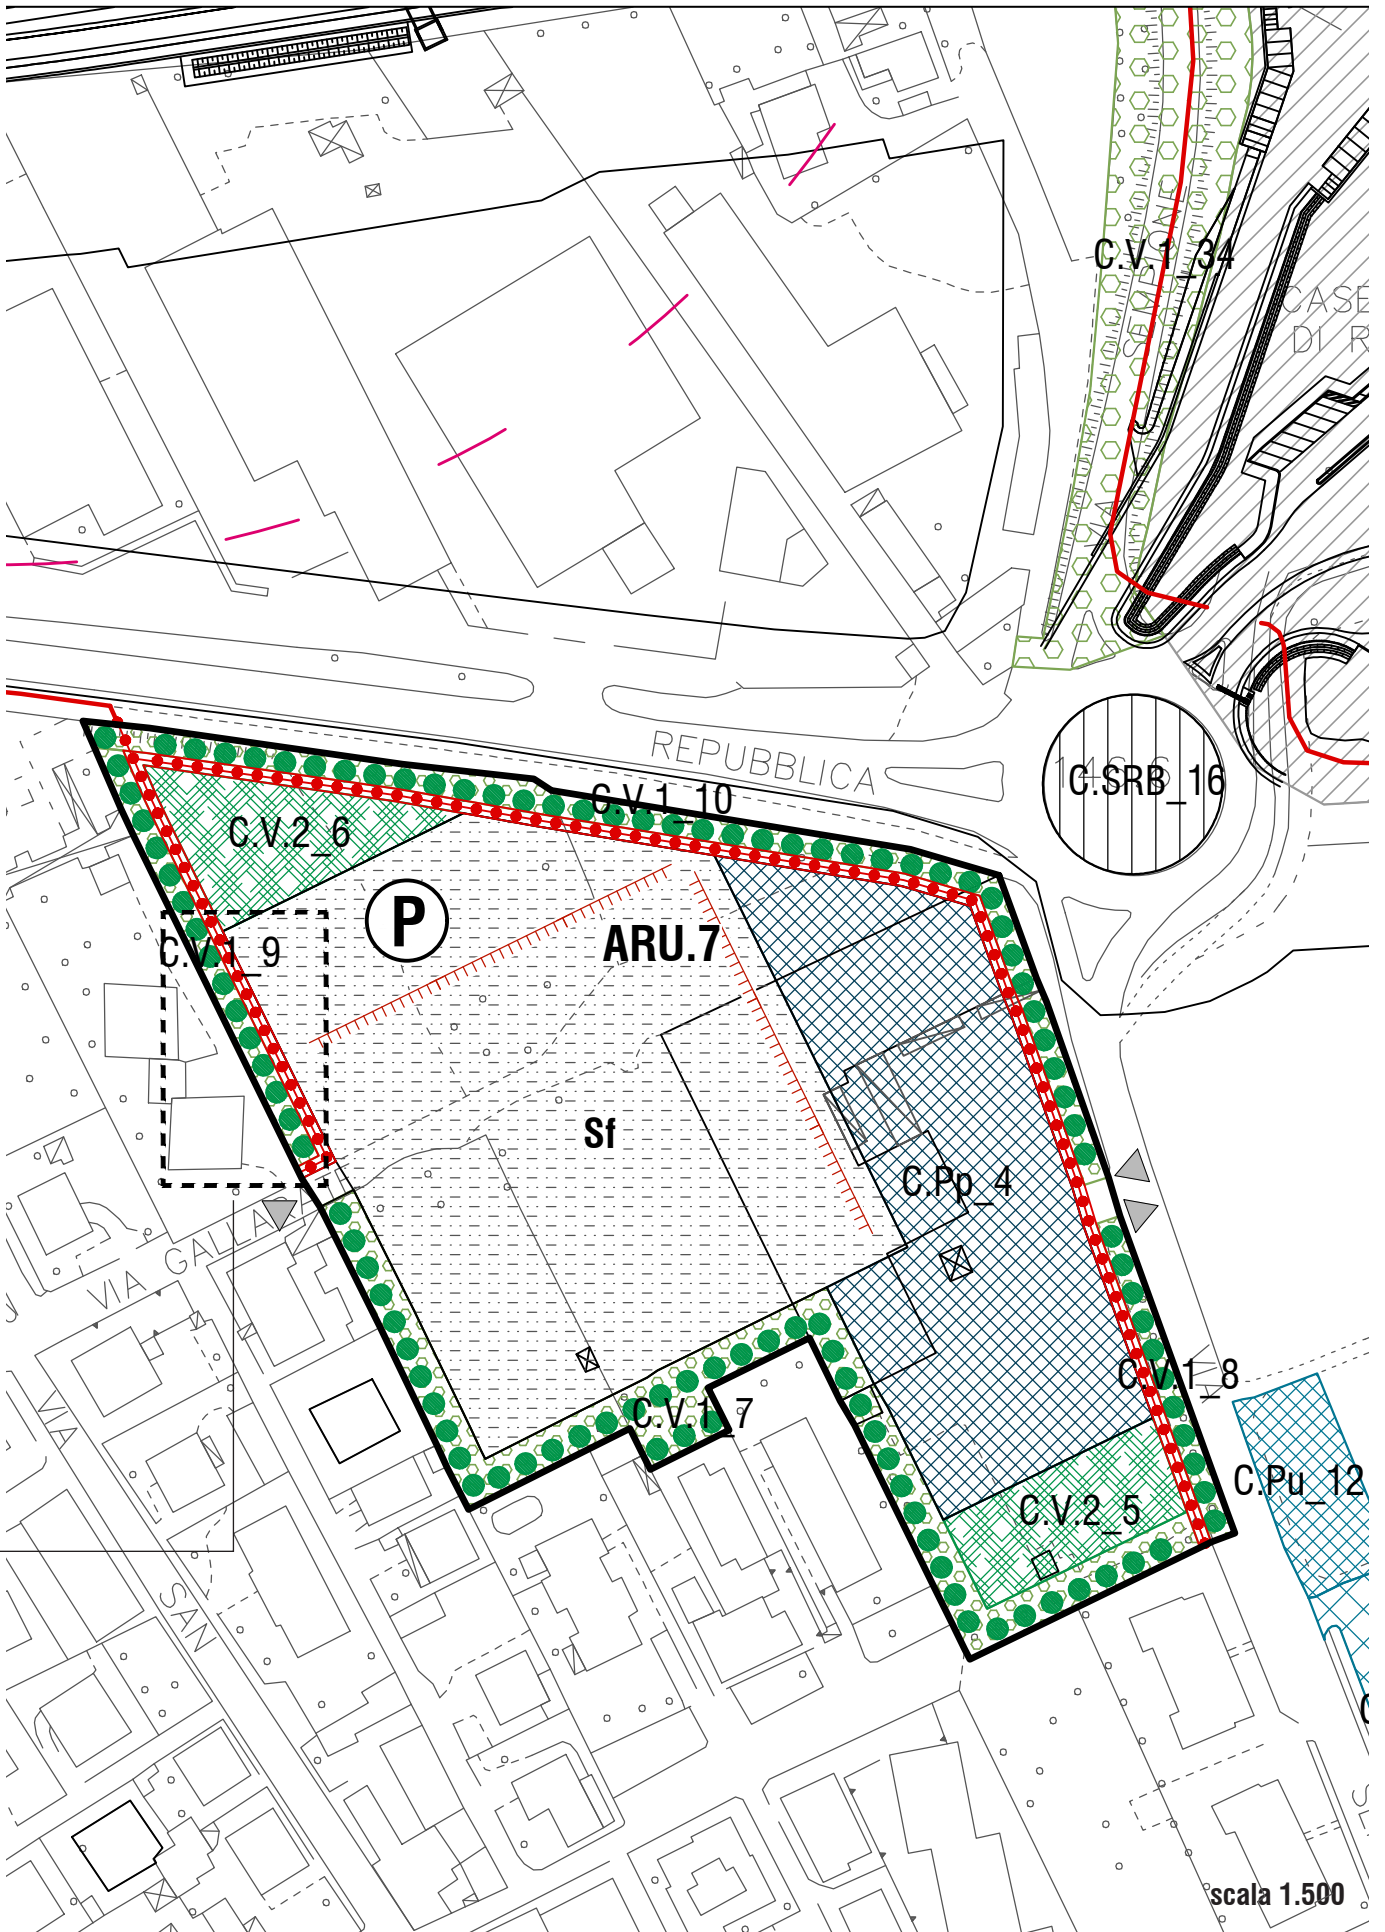 C.V.1_34
SEMPIONE
CASE
DI R
REPUBBLICA
C.SRB_16
C.V.1_10
C.V.2_6
P
ARU.7
C.V.1_9
Sf
C.Pp_4
VIA GALLA
C.V.1_8
C.V.1_7
C.Pu_12
C.V.2_5
VIA
SAN
C
S
scala 1.500